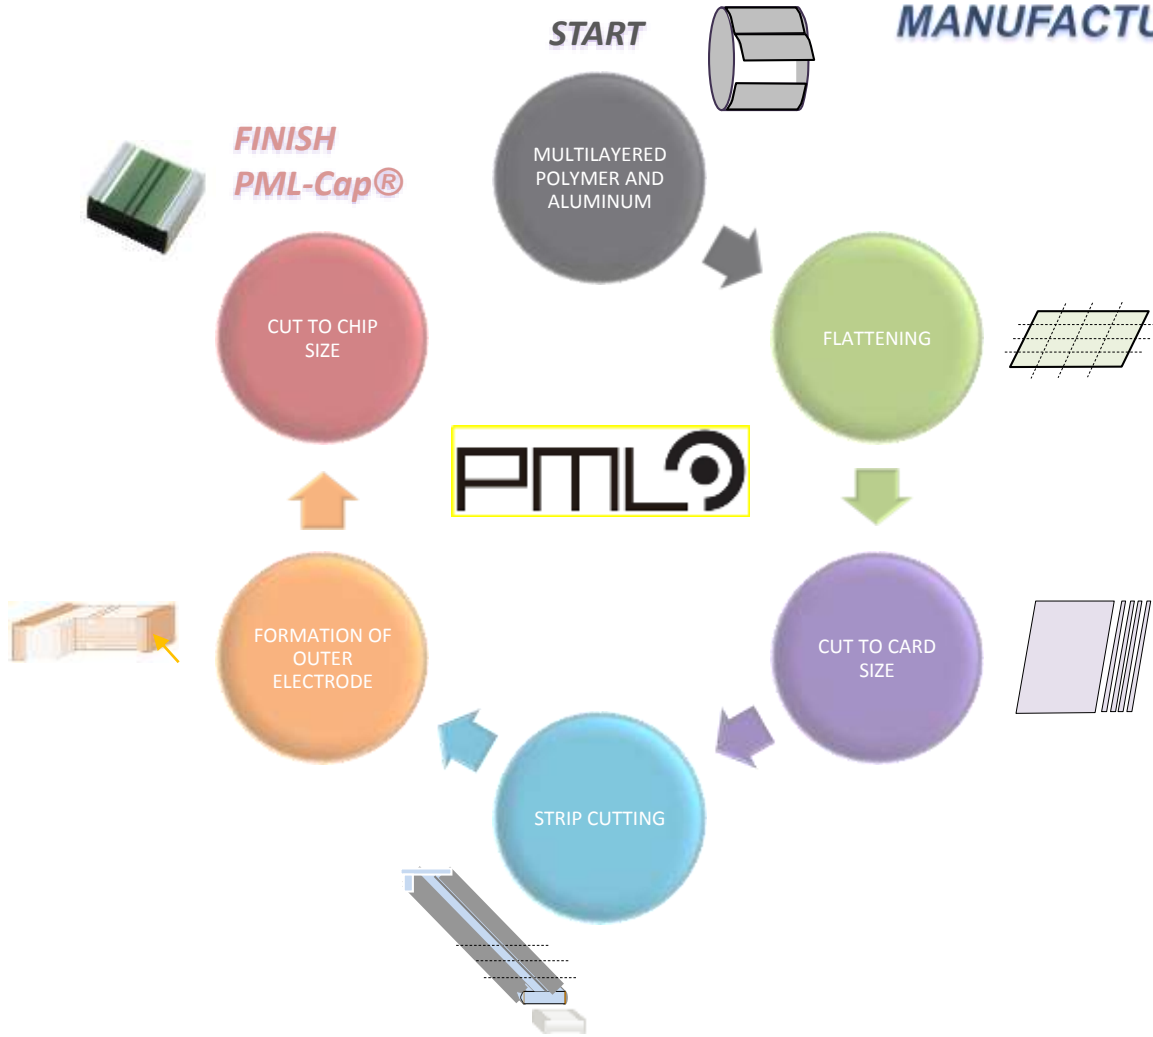 START
MANUFACTU
FINISH
PML-Cap®
MULTILAYERED
POLYMER AND
ALUMINUM
FLATTENING
CUT TO CHIP
SIZE
PML
FORMATION OF
OUTER
ELECTRODE
CUT TO CARD
SIZE
STRIP CUTTING